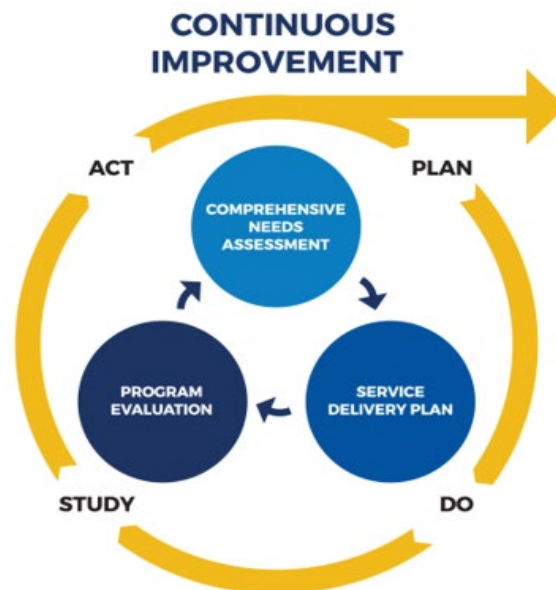 CONTINUOUS
IMPROVEMENT
ACT
PLAN
COMPREHENSIVE
NEEDS
ASSESSMENT
PROGRAM
EVALUATION
SERVICE
DELIVERY PLAN
STUDY
DO